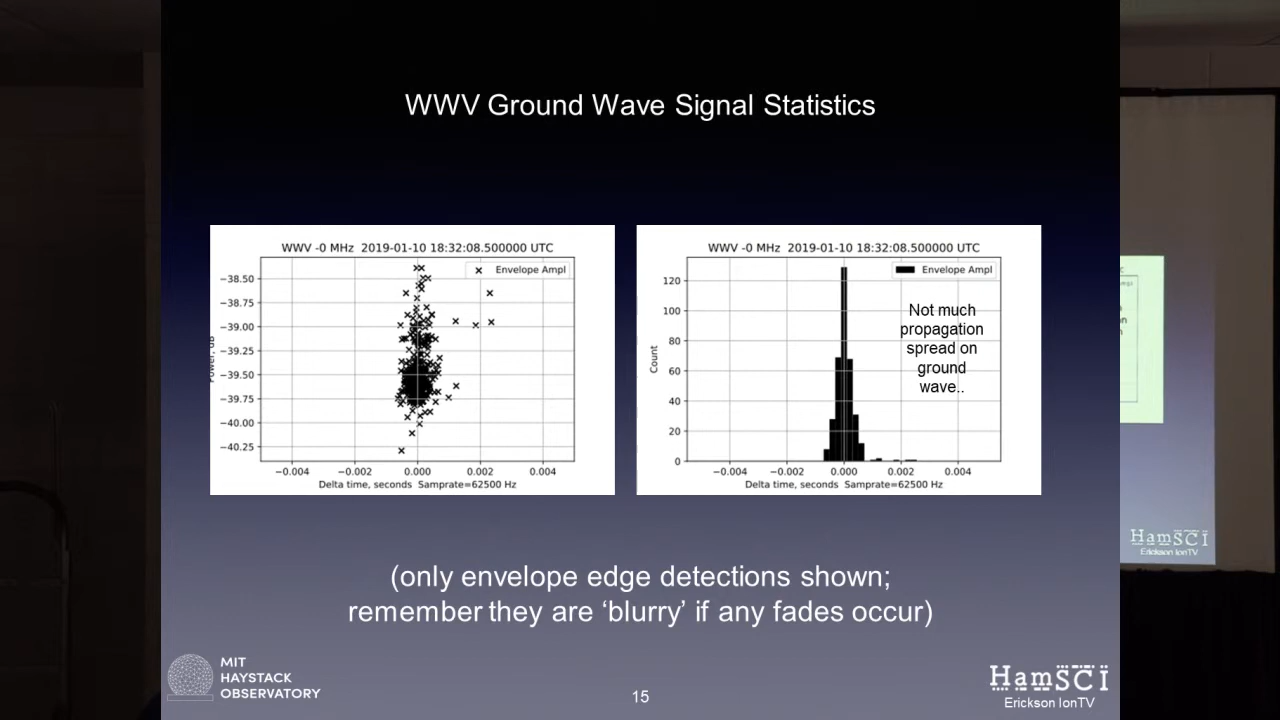 WWV Ground Wave Signal Statistics
WWV -0 MHz 2019-01-10 18:32:08.500000 UTC
Envelope Ampl
−38.50
−38.75
−39.00
−39.25
−39.50
−39.75
−40.00
−40.25
Power, dB
−0.004 −0.002 0.000 0.002 0.004
Delta time, seconds Samprate=62500 Hz
WWV -0 MHz 2019-01-10 18:32:08.500000 UTC
Envelope Ampl
Not much
propagation
spread on
ground
wave..
120
100
80
60
40
20
0
Count
−0.004 −0.002 0.000 0.002 0.004
Delta time, seconds Samprate=62500 Hz
(only envelope edge detections shown;
remember they are ‘blurry’ if any fades occur)
MIT
HAYSTACK
OBSERVATORY
15
HamSCI
Erickson IonTV
HamSCI
Erickson IonTV